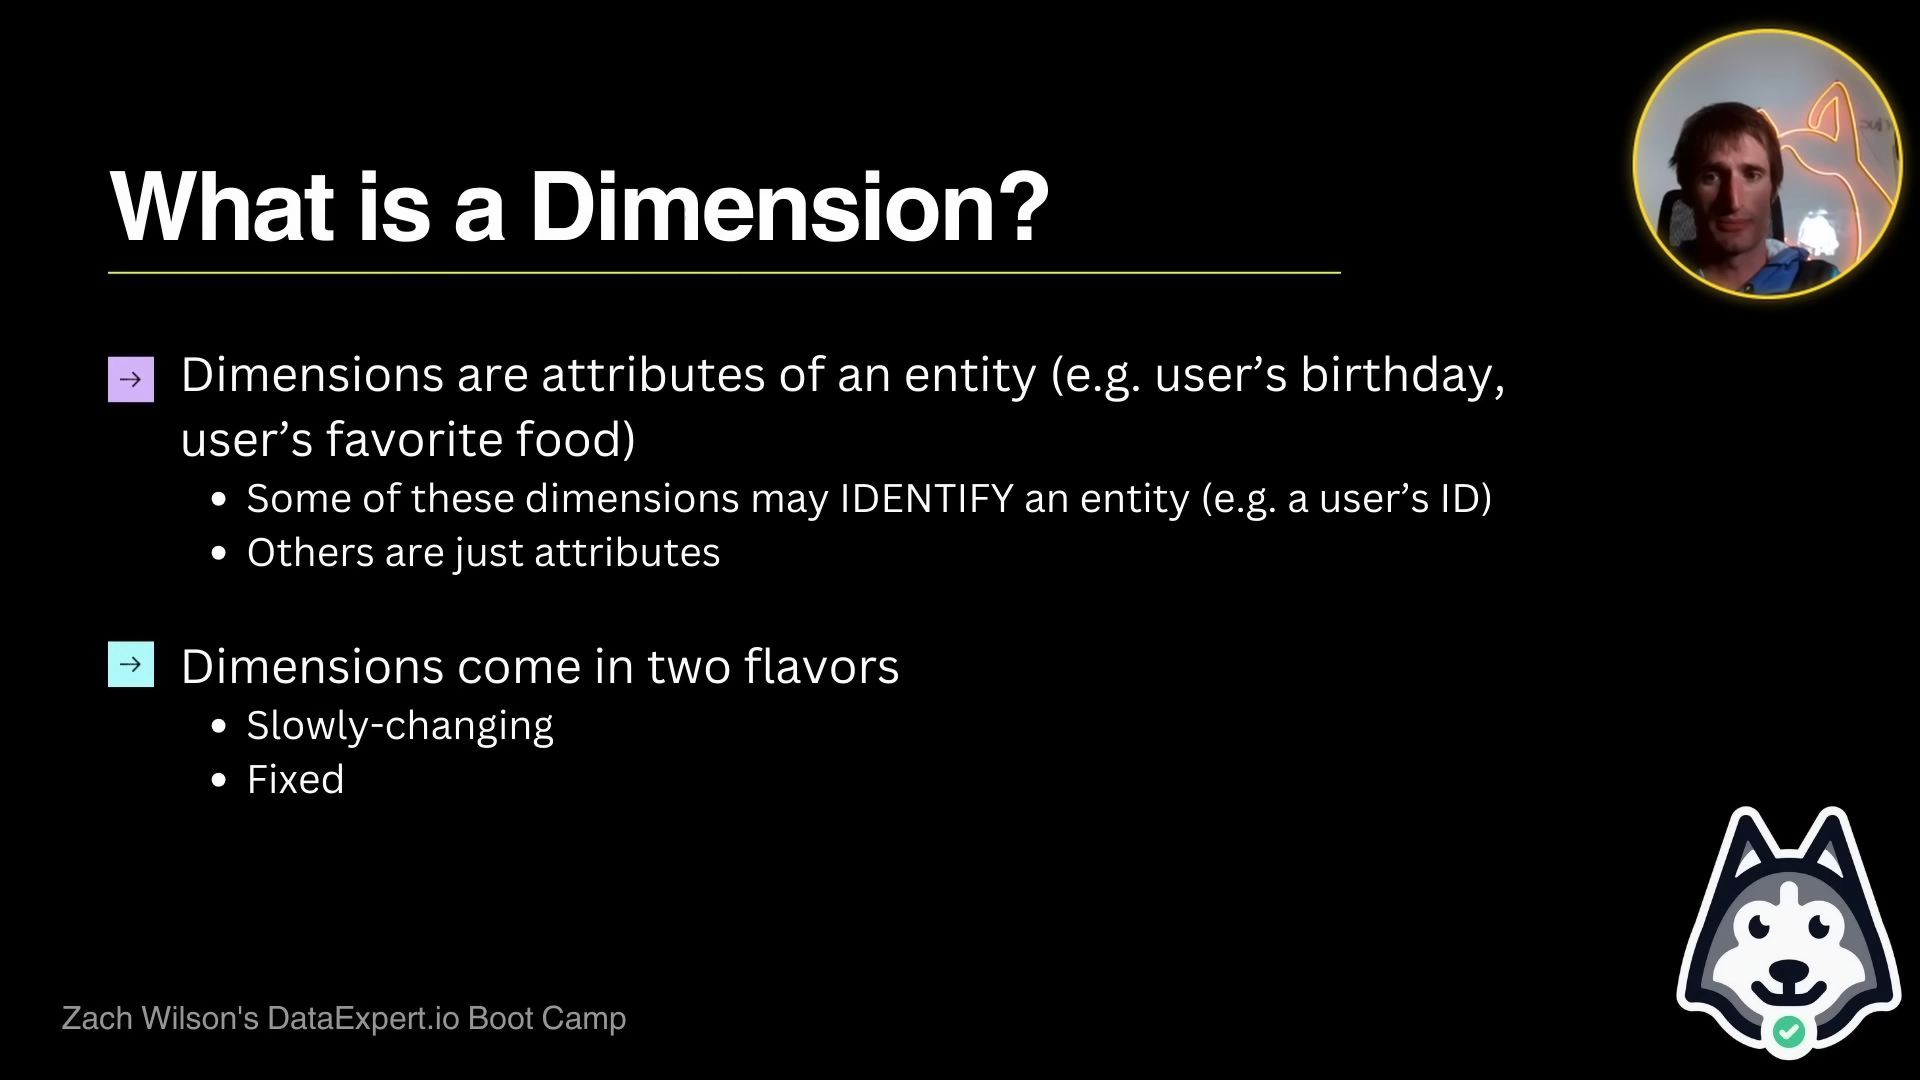 What is a Dimension?
→ Dimensions are attributes of an entity (e.g. user’s birthday,
user’s favorite food)
• Some of these dimensions may IDENTIFY an entity (e.g. a user’s ID)
• Others are just attributes
→ Dimensions come in two flavors
• Slowly-changing
• Fixed
Zach Wilson's DataExpert.io Boot Camp